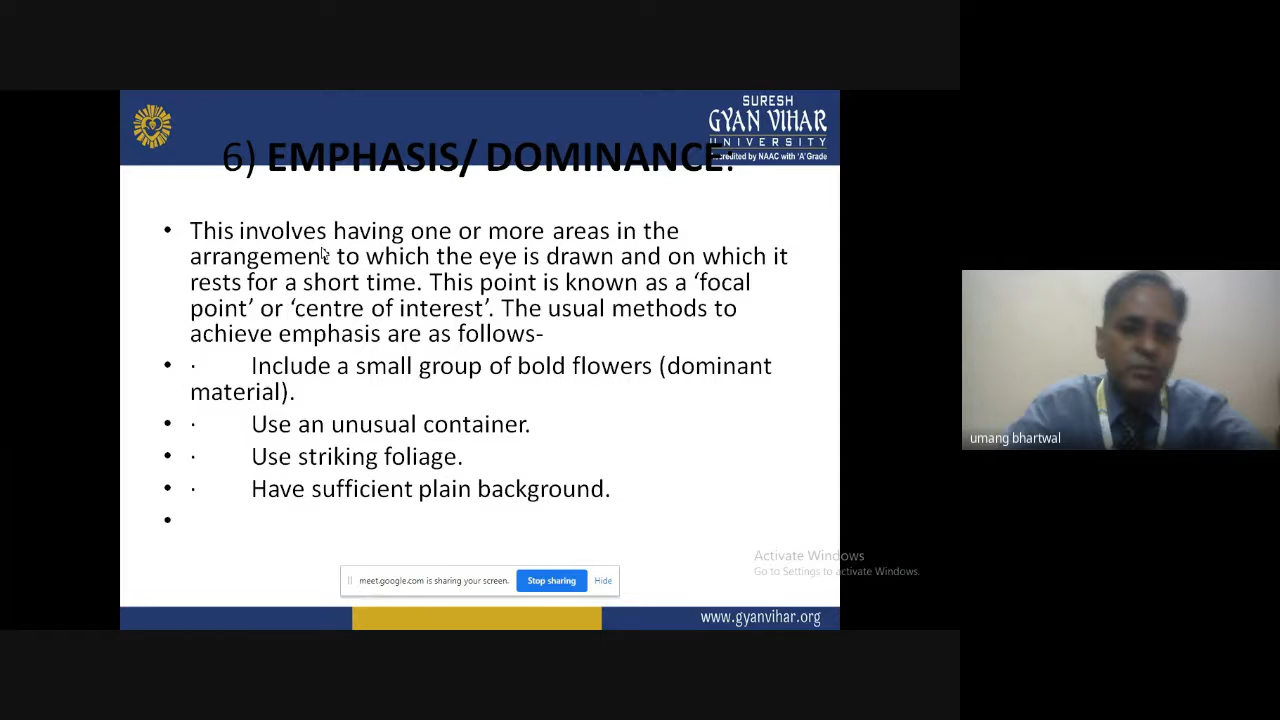 SURESH
GYAN VIHAR
UNIVERSITY
Accredited by NAAC with 'A' Grade
6) EMPHASIS/ DOMINANCE:
• This involves having one or more areas in the
arrangement to which the eye is drawn and on which it
rests for a short time. This point is known as a ‘focal
point’ or ‘centre of interest’. The usual methods to
achieve emphasis are as follows-
• · Include a small group of bold flowers (dominant
material).
• · Use an unusual container.
• · Use striking foliage.
• · Have sufficient plain background.
•
umang bhartwal
Activate Windows
Go to Settings to activate Windows.
meet.google.com is sharing your screen. Stop sharing Hide
www.gyanvihar.org